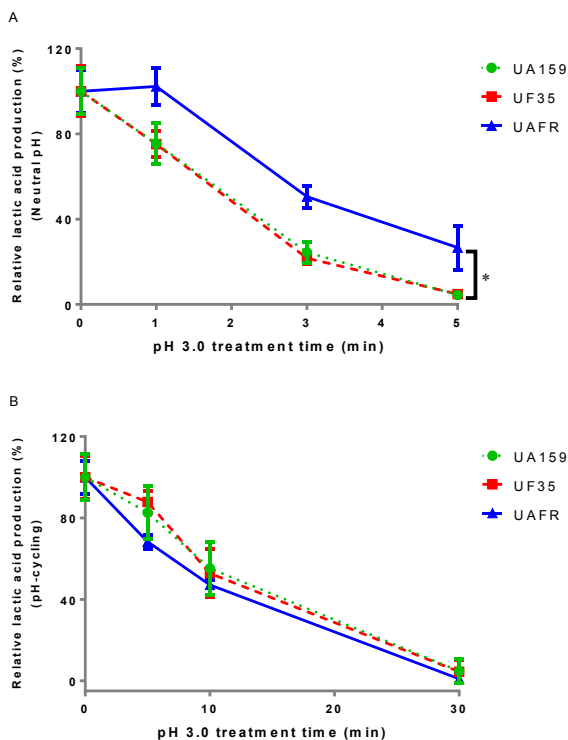 A
Relative lactic acid production (%)
(Neutral pH)
120
80
40
0
0
1
2
3
4
5
pH 3.0 treatment time (min)
*
UA159
UF35
UAFR
B
Relative lactic acid production (%)
(pH-cycling)
120
80
40
0
0
10
20
30
pH 3.0 treatment time (min)
UA159
UF35
UAFR